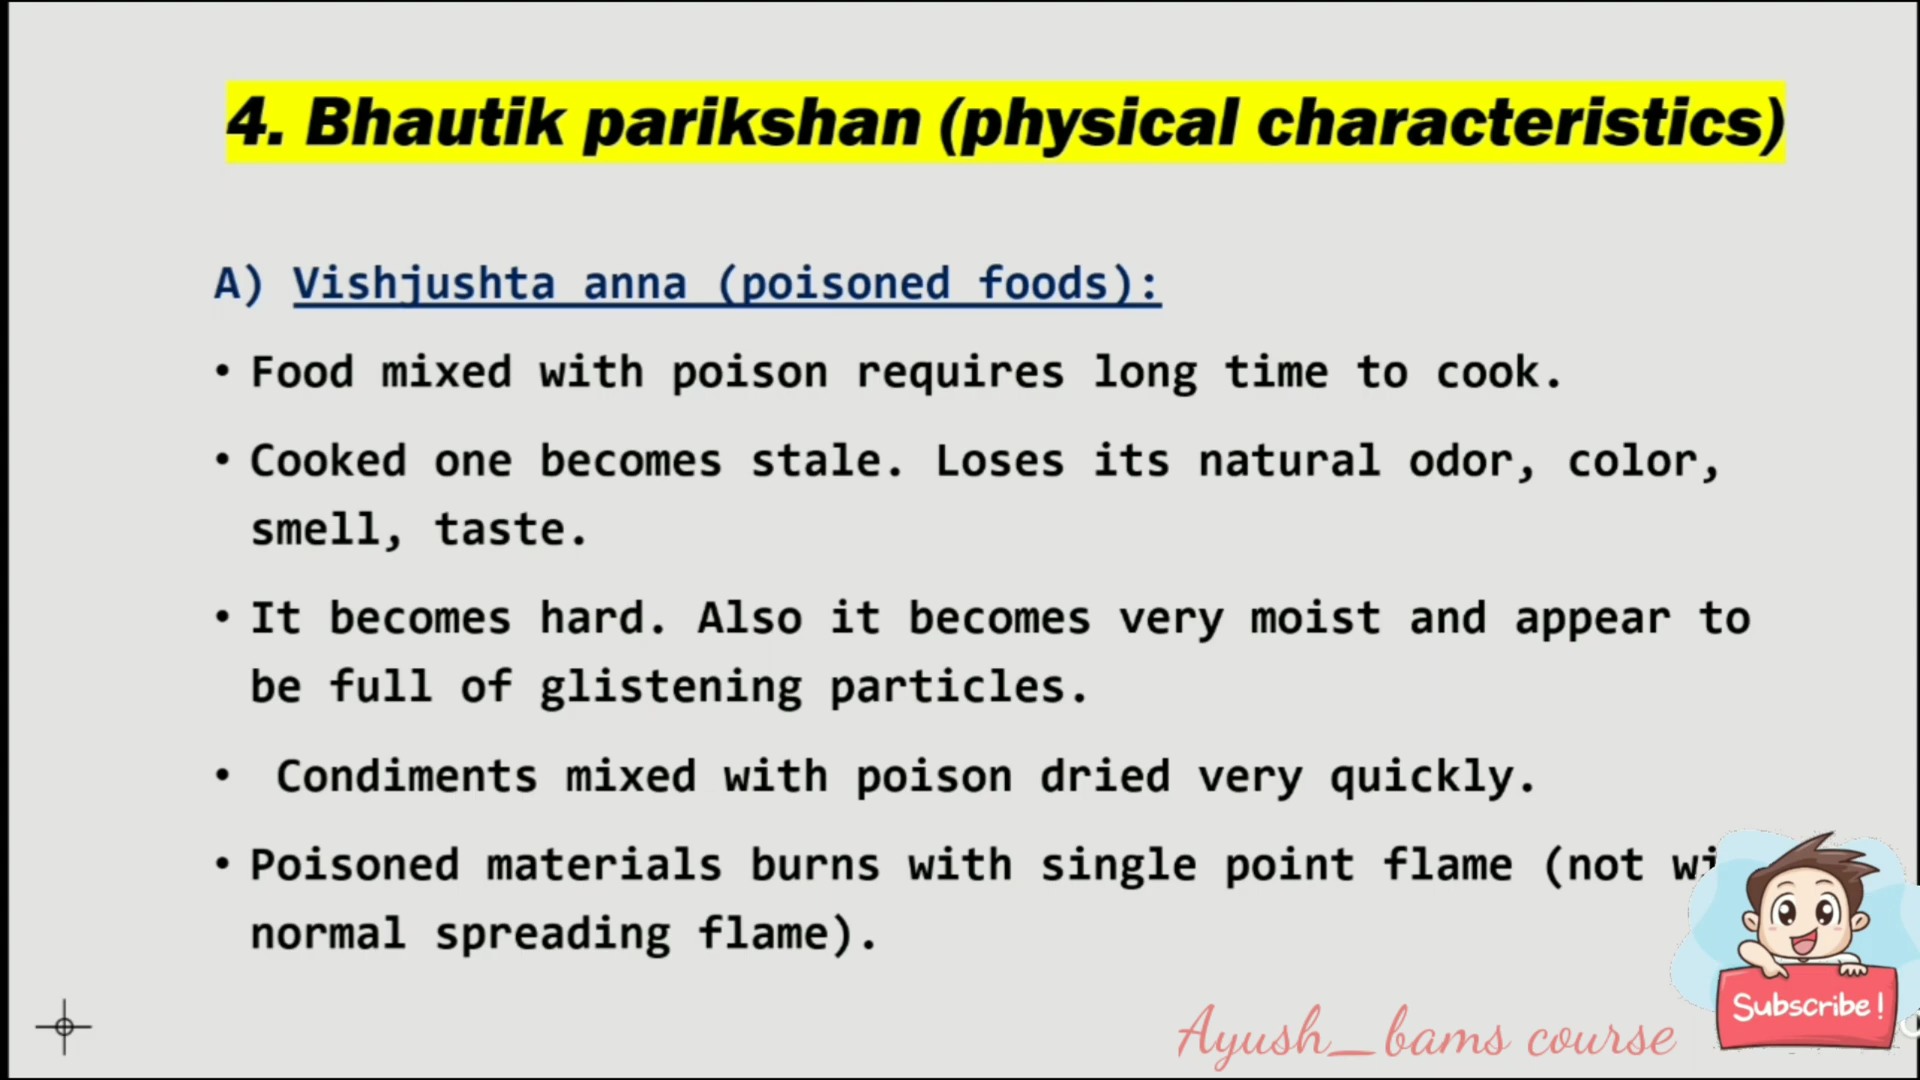 4. Bhautik parikshan (physical characteristics)
A) Vishjushta anna (poisoned foods):
• Food mixed with poison requires long time to cook.
• Cooked one becomes stale. Loses its natural odor, color,
smell, taste.
• It becomes hard. Also it becomes very moist and appear to
be full of glistening particles.
• Condiments mixed with poison dried very quickly.
• Poisoned materials burns with single point flame (not
normal spreading flame).
Subscribe!
Ayush_bams course